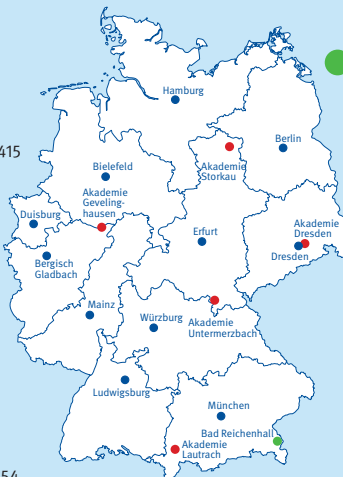 Hamburg
415
Berlin
Bielefeld
Akademie
Storkau
Akademie
Geveling-
hausen
Duisburg
Akademie
Dresden
Erfurt
Bergisch
Gladbach
Dresden
Mainz
Würzburg
Akademie
Untermerzbach
Ludwigsburg
München
Bad Reichenhall
Akademie
Lautrach
54